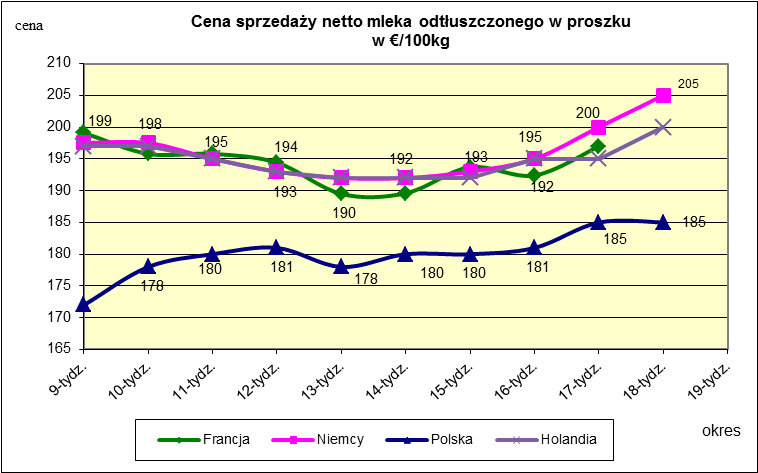 cena
Cena sprzedaży netto mleka odtłuszczonego w proszku
w €/100kg
210
205
200
195
190
185
180
175
170
165
199
198
195
194
193
190
192
193
195
192
200
205
178
180
181
178
180
180
181
185
185
9-tydz.
10-tydz.
11-tydz.
12-tydz.
13-tydz.
14-tydz.
15-tydz.
16-tydz.
17-tydz.
18-tydz.
19-tydz.
okres
Francja Niemcy Polska Holandia